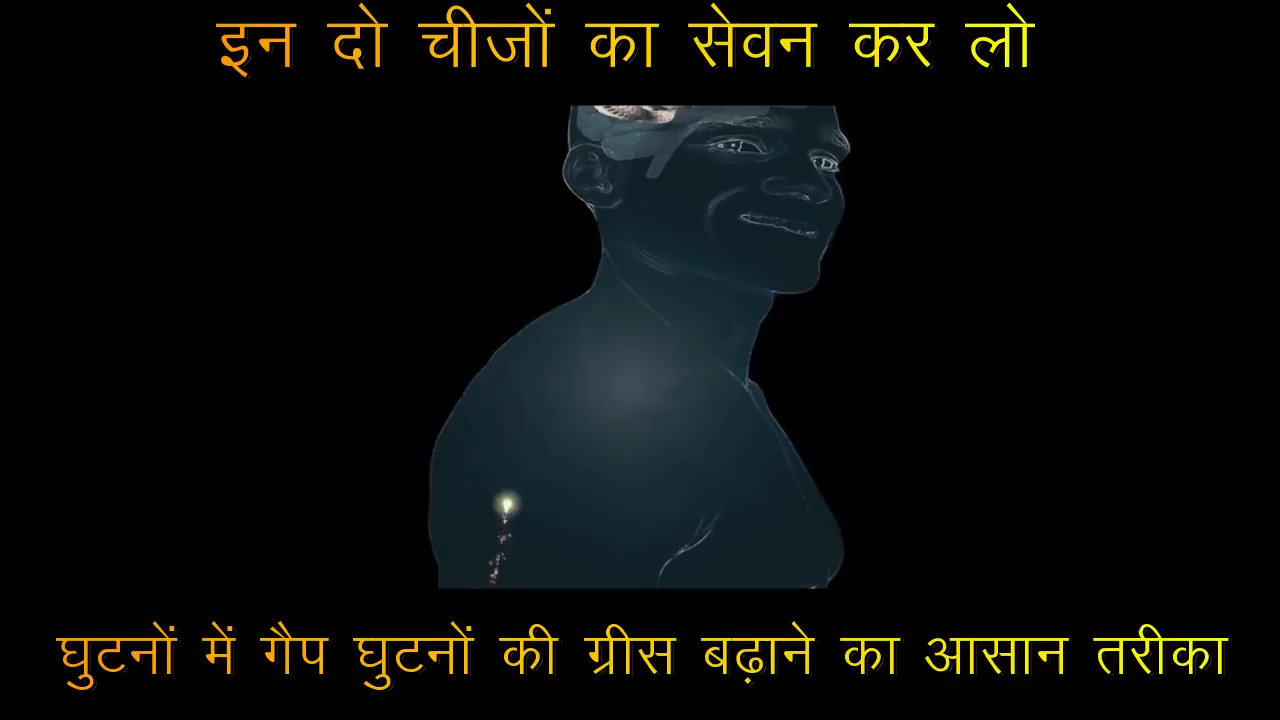 इन दो चीजों का सेवन कर लो
घुटनों में गैप घुटनों की ग्रीस बढ़ाने का आसान तरीका